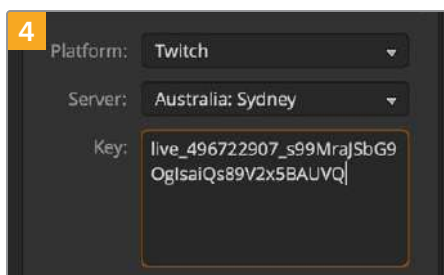 4
Platform: Twitch
Server: Australia: Sydney
Key: live_496722907_s99MraJSbG9
OgIsaiQs89V2x5BAUVQ